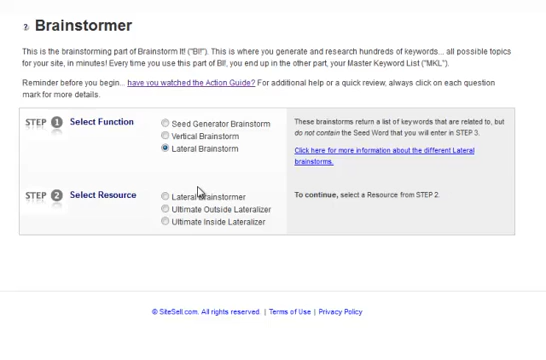 Brainstormer
This is the brainstorming part of Brainstorm It! ("BI!"). This is where you generate and research hundreds of keywords... all possible topics
for your site, in minutes! Every time you use this part of BI!, you end up in the other part, your Master Keyword List ("MKL").
Reminder before you begin... have you watched the Action Guide? For additional help or a quick review, always click on each question
mark for more details.
STEP 1 Select Function
Seed Generator Brainstorm
Vertical Brainstorm
Lateral Brainstorm
These brainstorms return a list of keywords that are related to, but
do not contain the Seed Word that you will enter in STEP 3.
Click here for more information about the different Lateral
brainstorms.
STEP 2 Select Resource
Lateral Brainstormer
Ultimate Outside Lateralizer
Ultimate Inside Lateralizer
To continue, select a Resource from STEP 2.
© SiteSell.com. All rights reserved. | Terms of Use | Privacy Policy